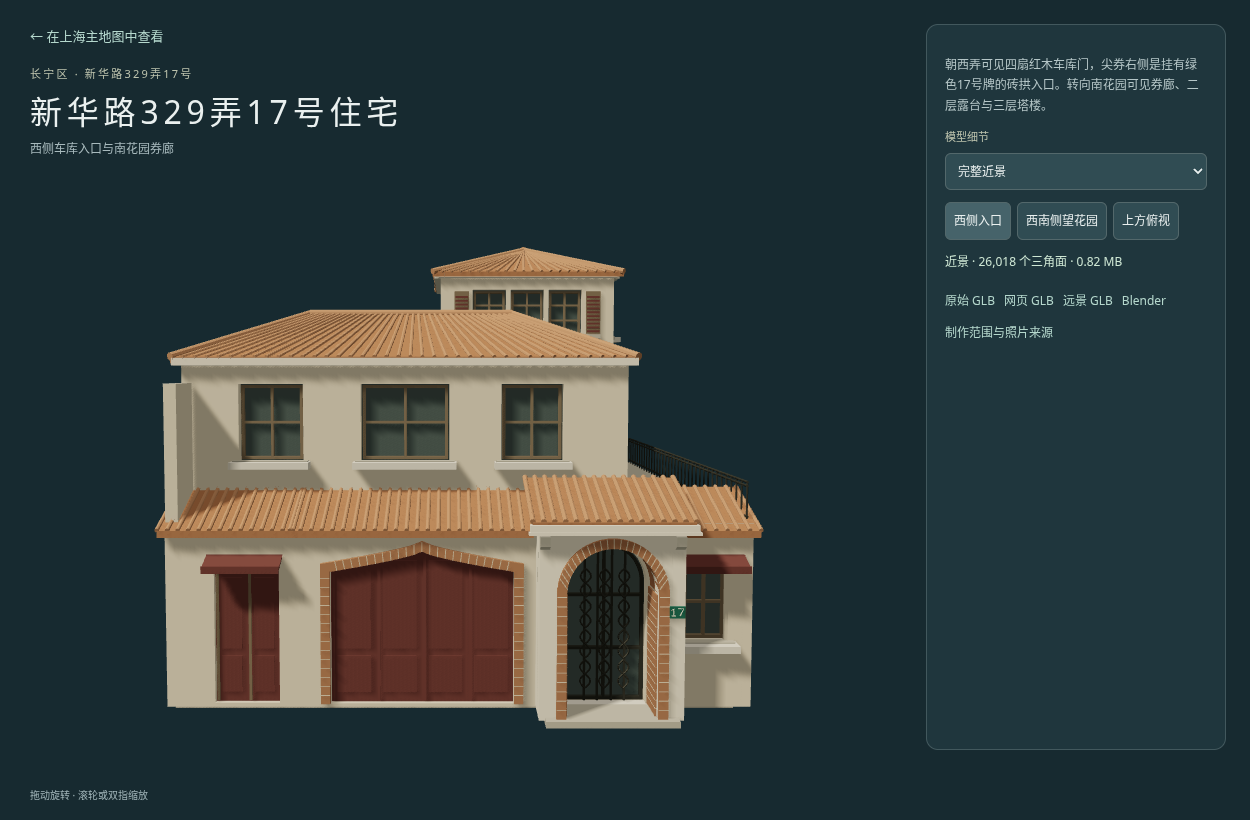 ← 在上海主地图中查看
长宁区 · 新华路329弄17号
新华路329弄17号住宅
西侧车库入口与南花园券廊
朝西弄可见四扇红木车库门，尖券右侧是挂有绿
色17号牌的砖拱入口。转向南花园可见券廊、二
层露台与三层塔楼。
模型细节
完整近景
西侧入口 西南侧望花园 上方俯视
近景 · 26,018 个三角面 · 0.82 MB
原始 GLB 网页 GLB 远景 GLB Blender
制作范围与照片来源
17
拖动旋转 · 滚轮或双指缩放